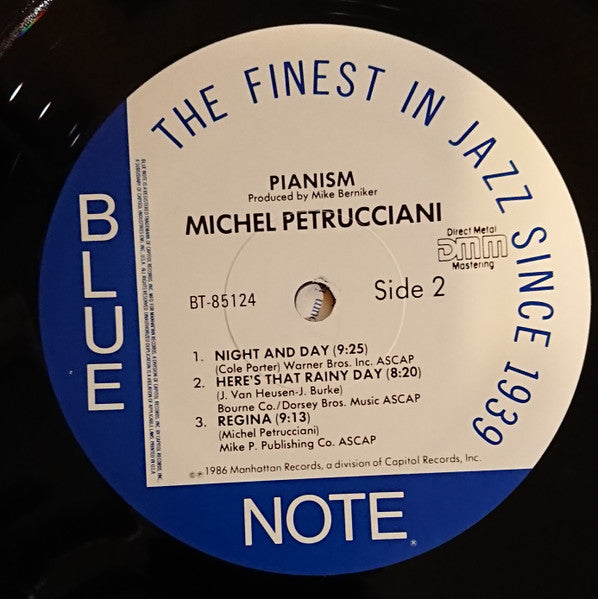 THE FINEST IN JAZZ SINCE 1939
PIANISM
Produced by Mike Berniker
MICHEL PETRUCCIANI
Direct Metal
DMM
Mastering
BT-85124
Side 2
1. NIGHT AND DAY (9:25)
(Cole Porter) Warner Bros. Inc. ASCAP
2. HERE'S THAT RAINY DAY (8:20)
(J. Van Heusen-J. Burke)
Bourne Co./Dorsey Bros. Music ASCAP
3. REGINA (9:13)
(Michel Petrucciani)
Mike P. Publishing Co. ASCAP
©℗1986 Manhattan Records, a division of Capitol Records, Inc.
BLUE
NOTE®